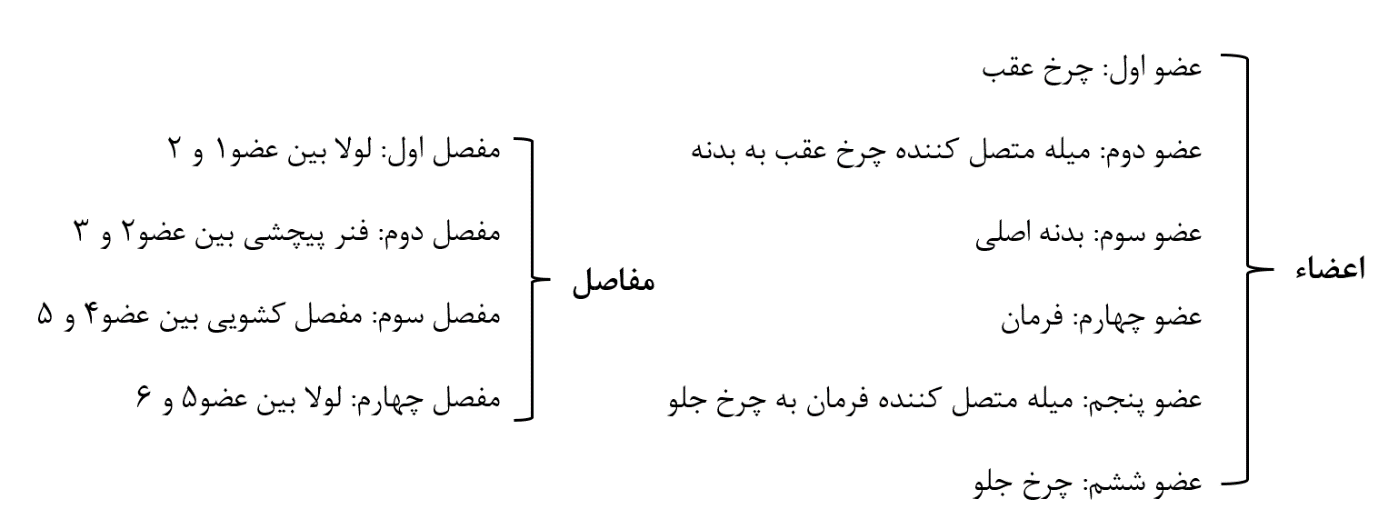 اعضاء
عضو اول: چرخ عقب
عضو دوم: میله متصل کننده چرخ عقب به بدنه
عضو سوم: بدنه اصلی
عضو چهارم: فرمان
عضو پنجم: میله متصل کننده فرمان به چرخ جلو
عضو ششم: چرخ جلو
مفاصل
مفصل اول: لولا بین عضو۱ و ۲
مفصل دوم: فنر پیچشی بین عضو۲ و ۳
مفصل سوم: مفصل کشویی بین عضو۴ و ۵
مفصل چهارم: لولا بین عضو۵ و ۶